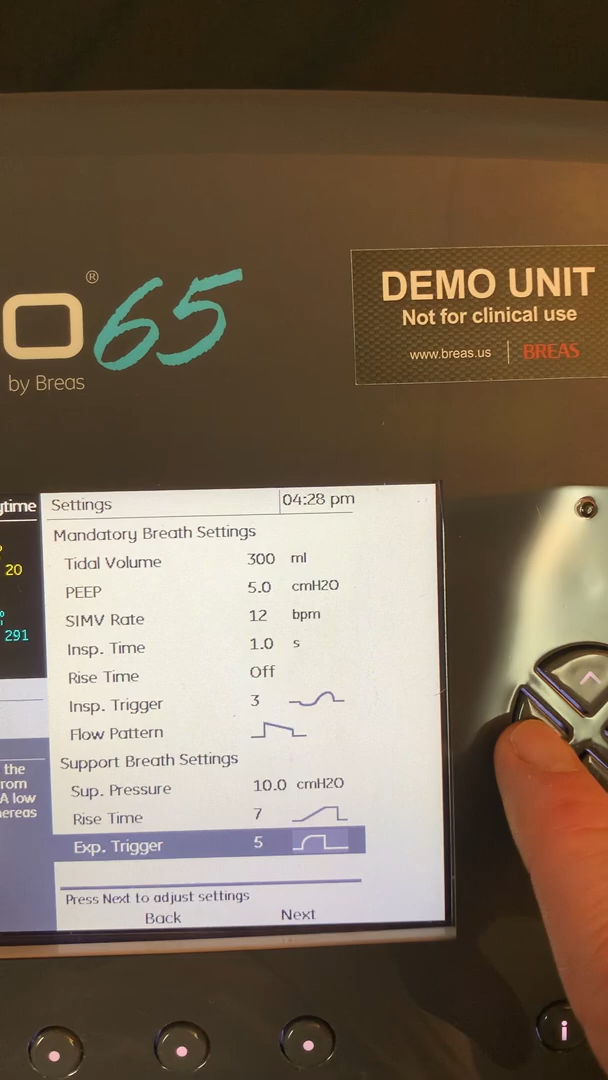 O® 65
by Breas
DEMO UNIT
Not for clinical use
www.breas.us | BREAS
20
291
the
A low
Settings 04:28 pm
Mandatory Breath Settings
Tidal Volume 300 ml
PEEP 5.0 cmH2O
SIMV Rate 12 bpm
Insp. Time 1.0 s
Rise Time Off
Insp. Trigger 3
Flow Pattern
Support Breath Settings
Sup. Pressure 10.0 cmH2O
Rise Time 7
Exp. Trigger 5
Press Next to adjust settings
Back Next
i